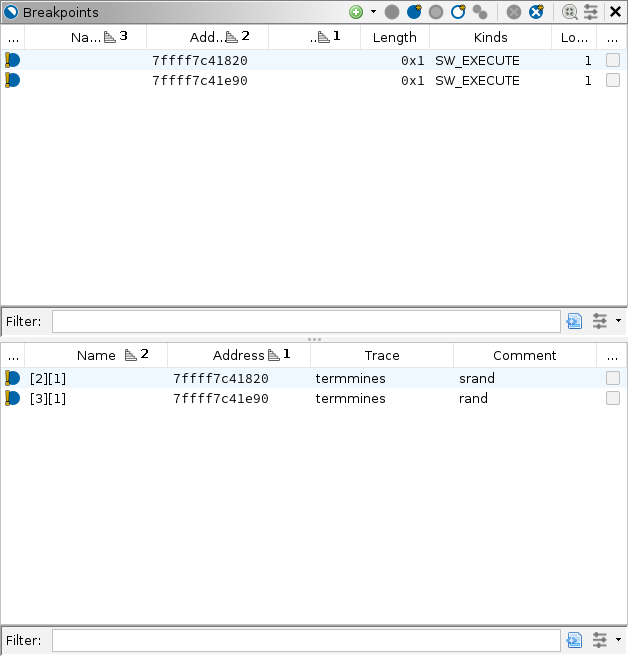 Breakpoints
... Na... 3 Add... 2 ... 1 Length Kinds Lo... ...
7ffff7c41820 0x1 SW_EXECUTE 1
7ffff7c41e90 0x1 SW_EXECUTE 1
Filter:
... Name 2 Address 1 Trace Comment ...
[2][1] 7ffff7c41820 termmines srand
[3][1] 7ffff7c41e90 termmines rand
Filter: